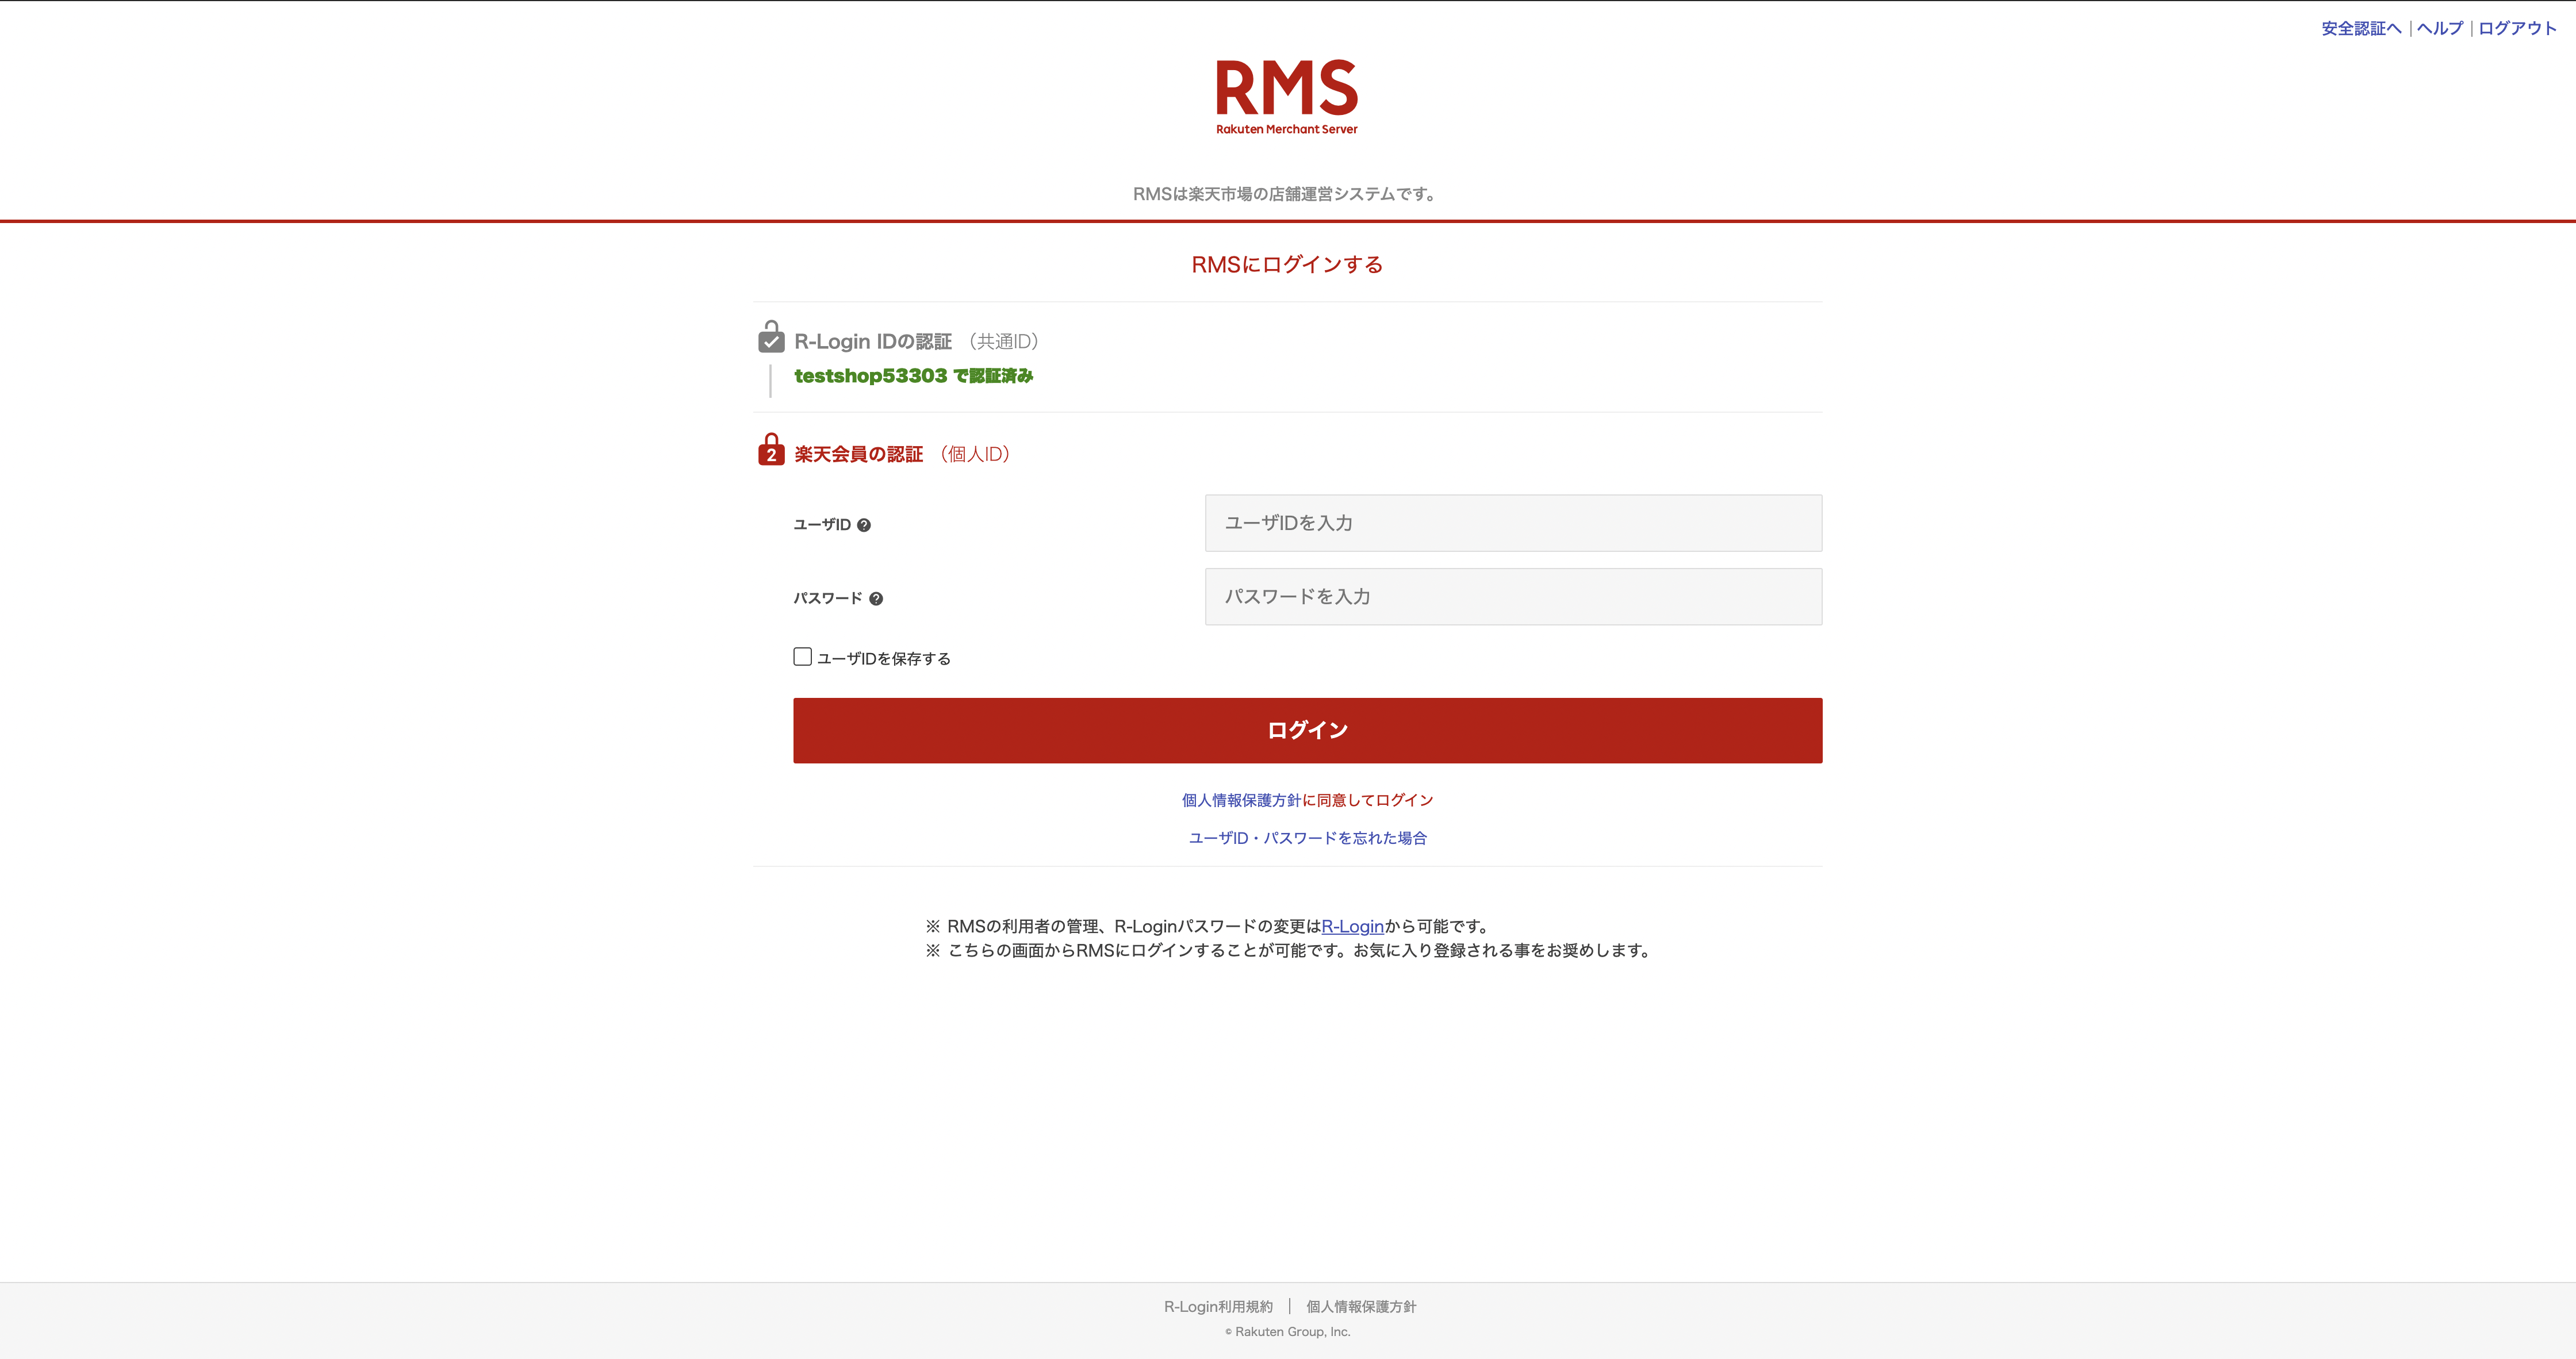 安全認証へ | ヘルプ | ログアウト
RMS
Rakuten Merchant Server
RMSは楽天市場の店舗運営システムです。
RMSにログインする
R-Login IDの認証 （共通ID）
testshop53303 で認証済み
2 楽天会員の認証 （個人ID）
ユーザID ? ユーザIDを入力
パスワード ? パスワードを入力
ユーザIDを保存する
ログイン
個人情報保護方針に同意してログイン
ユーザID・パスワードを忘れた場合
※ RMSの利用者の管理、R-Loginパスワードの変更はR-Loginから可能です。
※ こちらの画面からRMSにログインすることが可能です。お気に入り登録される事をお奨めします。
R-Login利用規約 | 個人情報保護方針
© Rakuten Group, Inc.